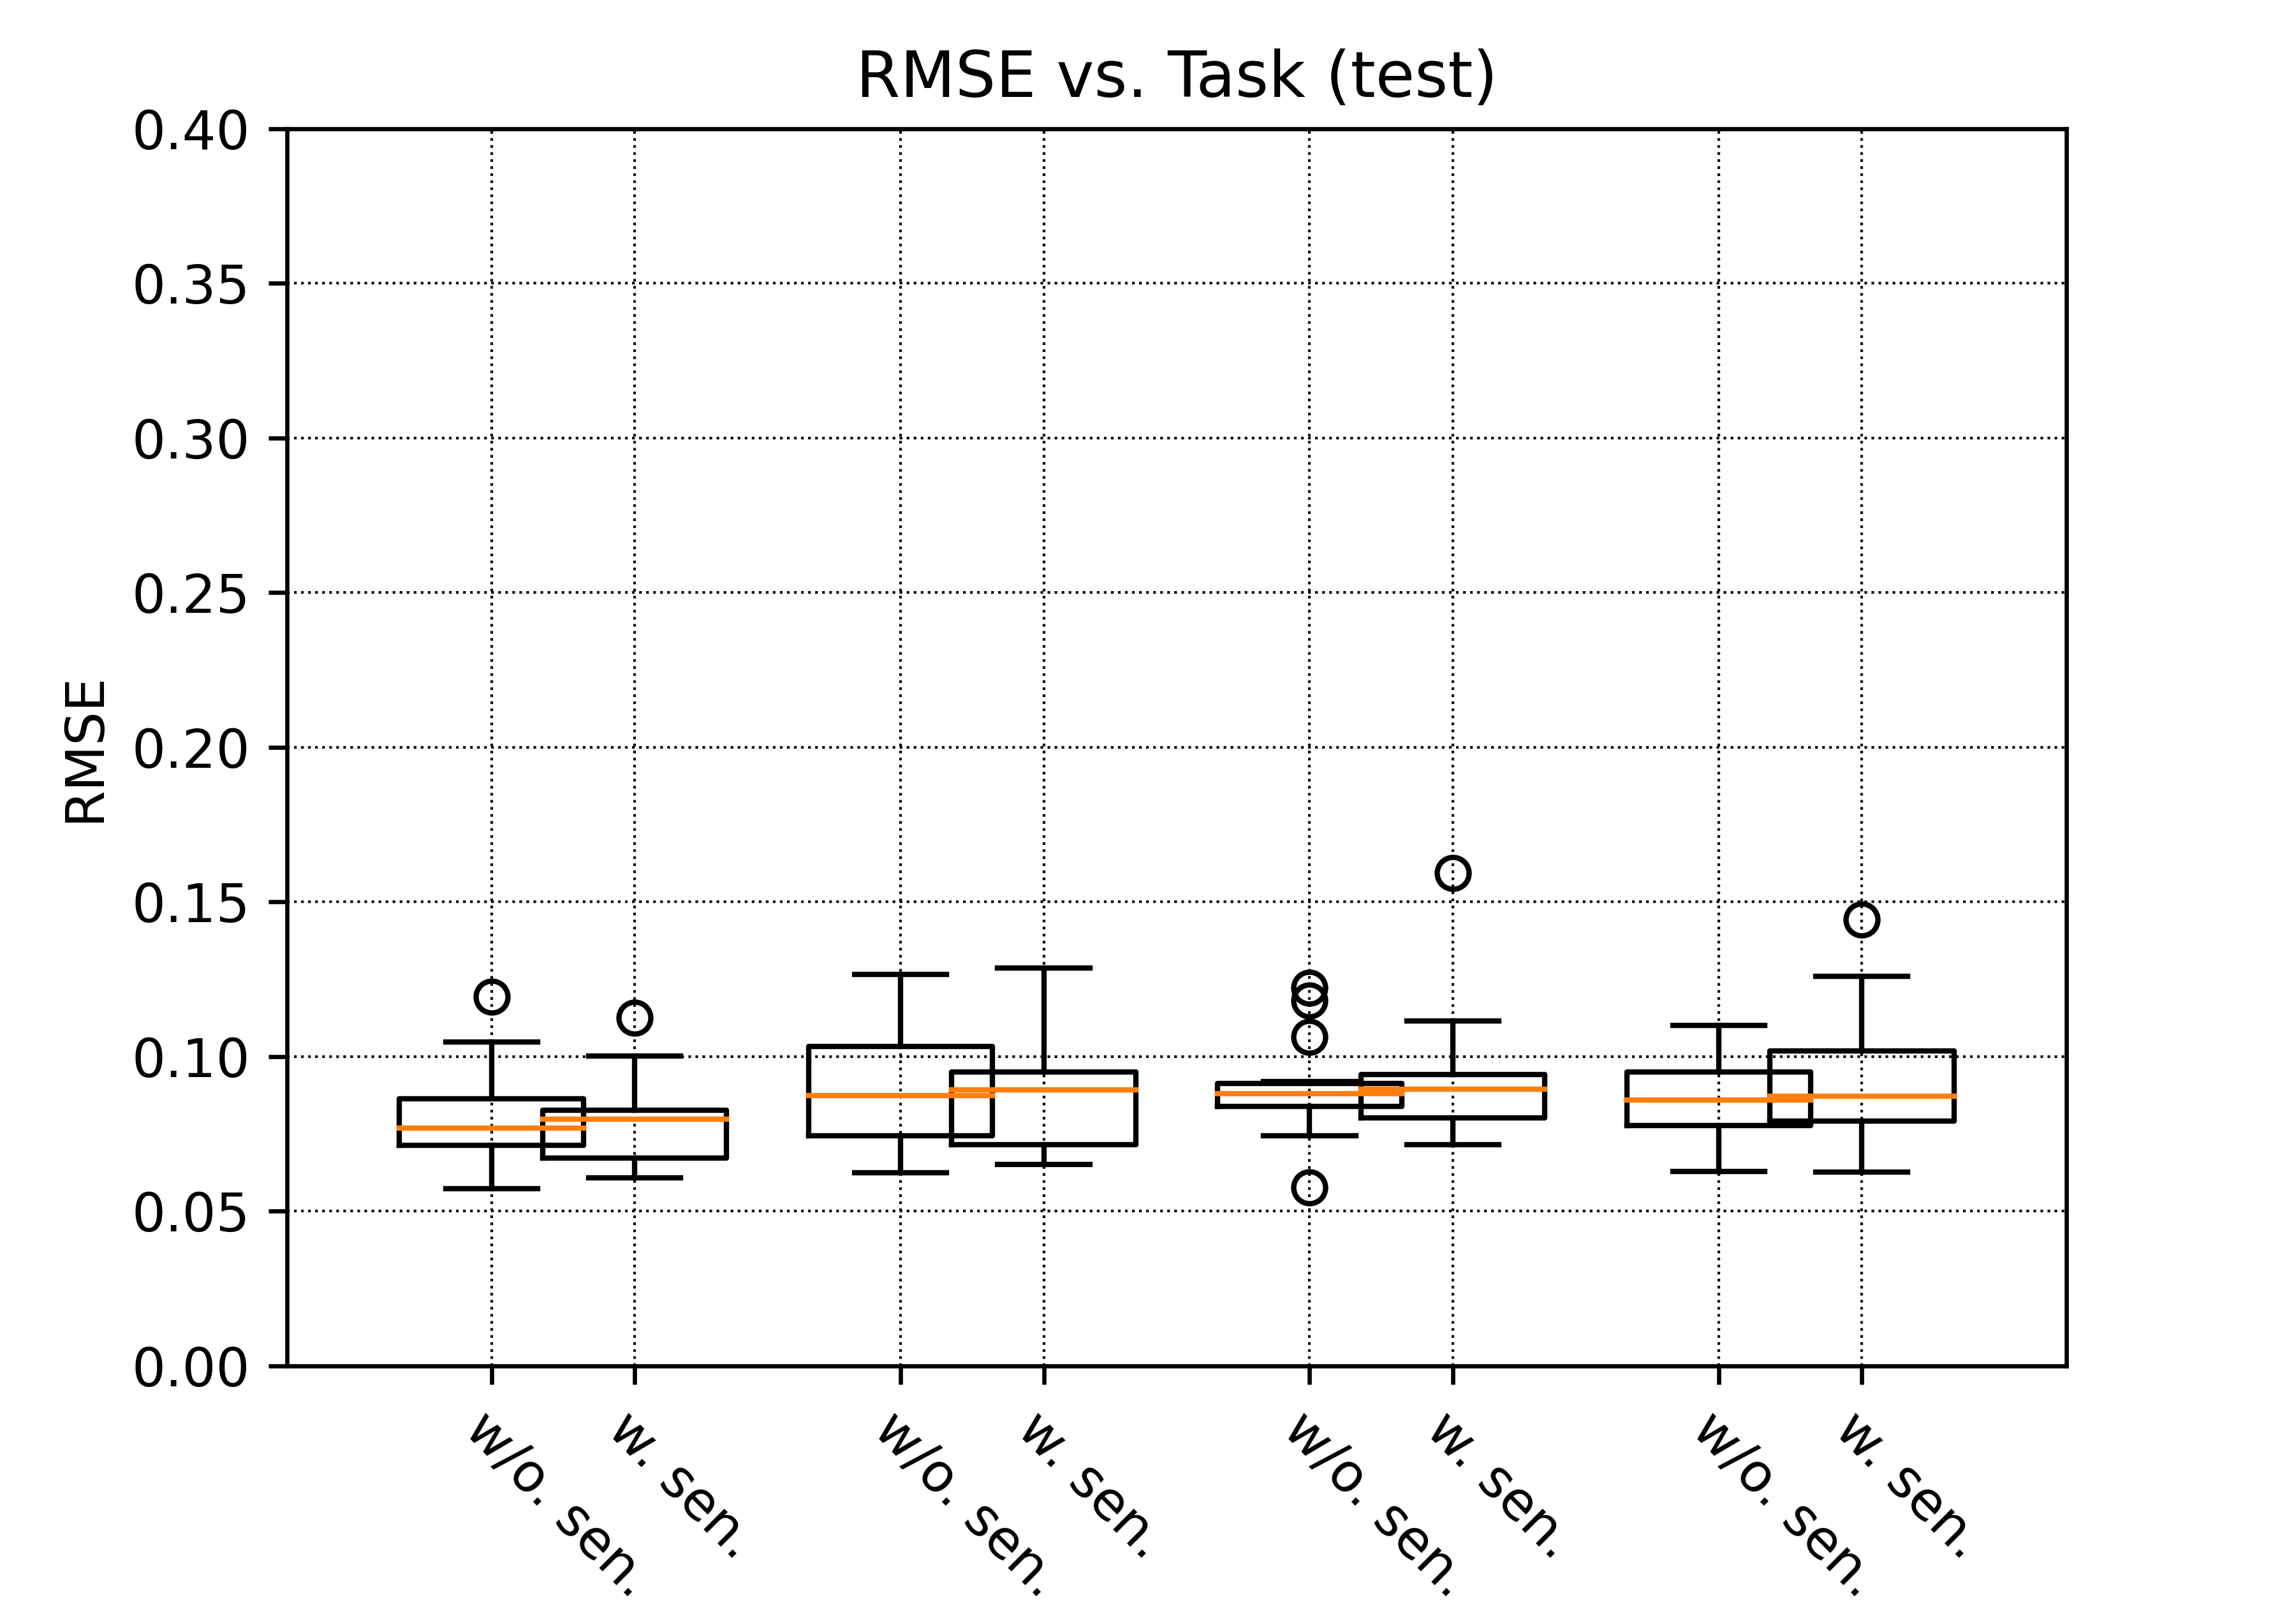 RMSE vs. Task (test)
0.40
0.35
0.30
0.25
0.20
0.15
0.10
0.05
0.00
RMSE
w/o. sen.
w. sen.
w/o. sen.
w. sen.
w/o. sen.
w. sen.
w/o. sen.
w. sen.